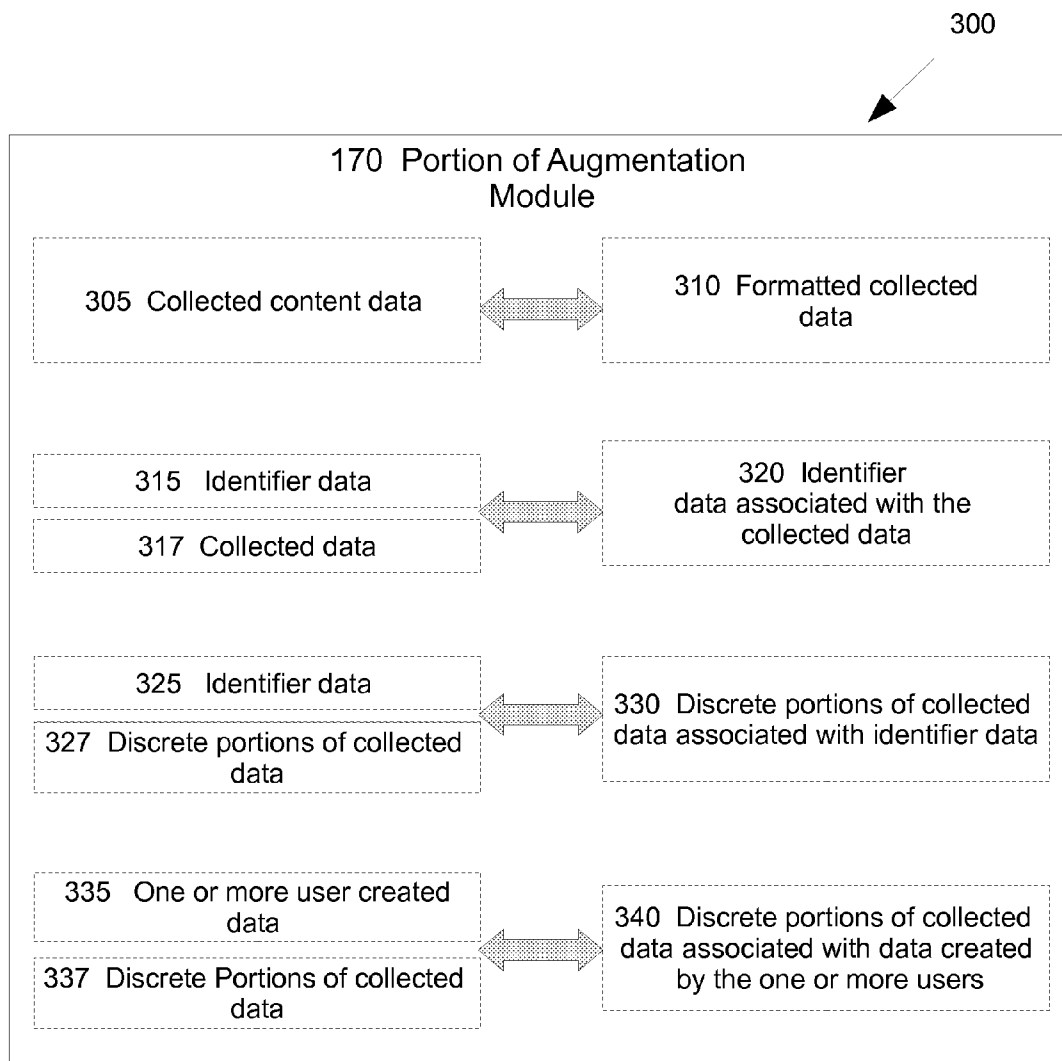 300
170 Portion of Augmentation
Module
305 Collected content data
310 Formatted collected
data
315 Identifier data
317 Collected data
320 Identifier
data associated with the
collected data
325 Identifier data
327 Discrete portions of collected
data
330 Discrete portions of collected
data associated with identifier data
335 One or more user created
data
337 Discrete Portions of collected
data
340 Discrete portions of collected
data associated with data created
by the one or more users